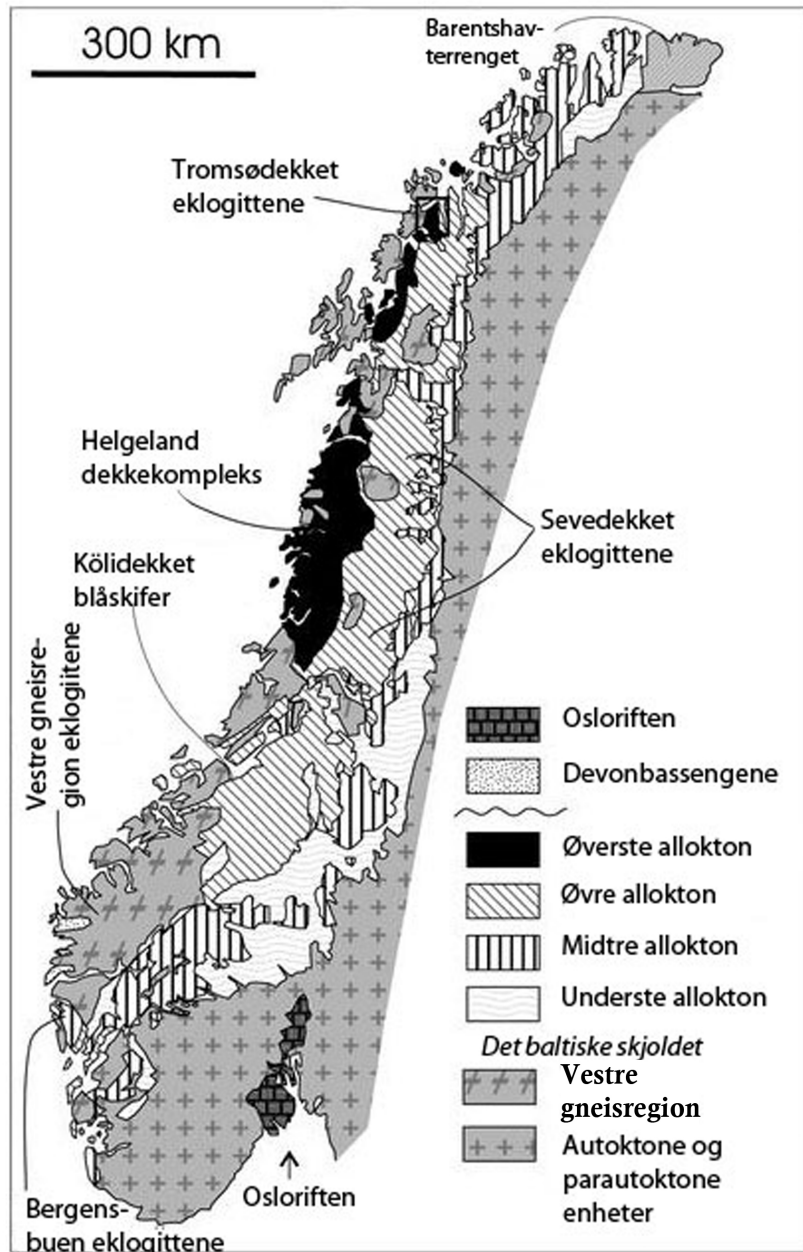 300 km
Barentshav-
terrenget
Tromsødekket
eklogittene
Helgeland
dekkekompleks
Sevedekket
eklogittene
Kölidekket
blåskifer
Vestre gneisre-
gion eklogiitene
Osloriften
Devonbassengene
Øverste allokton
Øvre allokton
Midtre allokton
Underste allokton
Det baltiske skjoldet
Vestre
gneisregion
Autoktone og
parautoktone
enheter
Osloriften
Bergens-
buen eklogittene